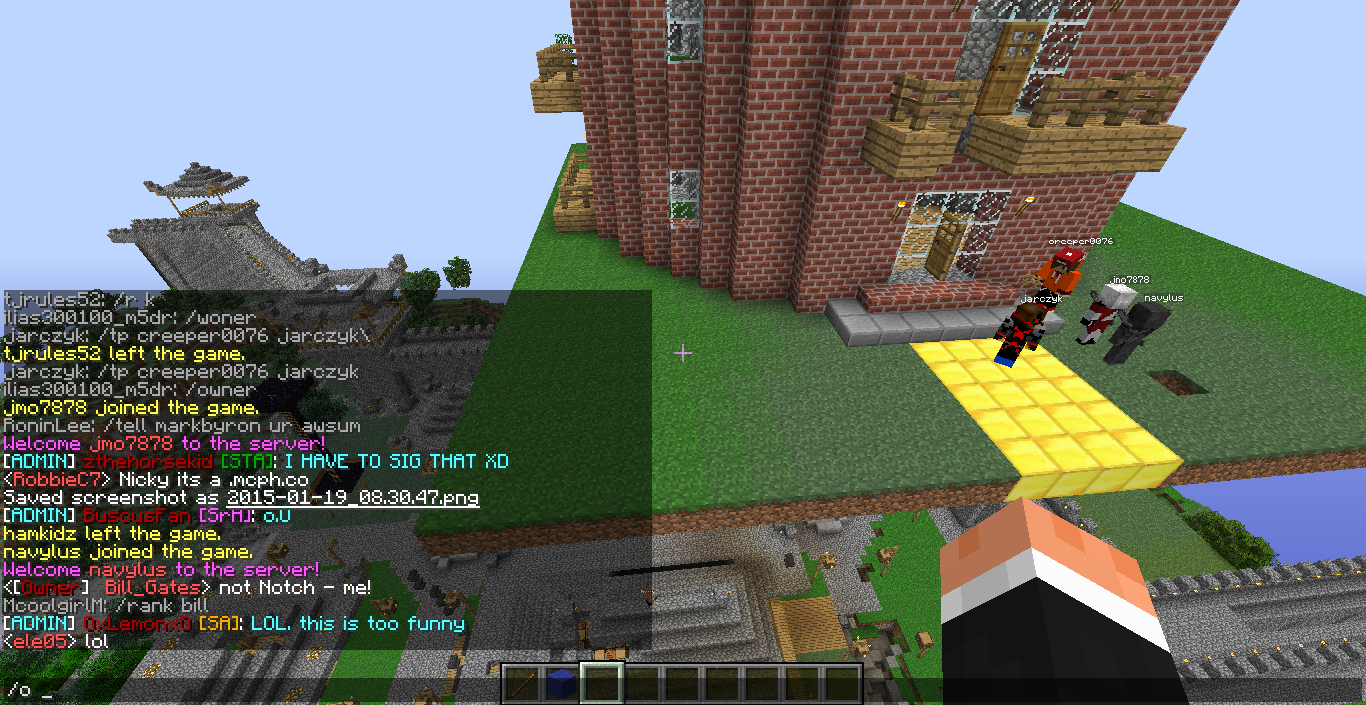 creeper0076
jmo7878
jarczyk
navylus
tjrules52: /r k
ilias300100_m5dr: /woner
jarczyk: /tp creeper0076 jarczyk\
tjrules52 left the game.
jarczyk: /tp creeper0076 jarczyk
ilias300100_m5dr: /owner
jmo7878 joined the game.
RoninLee: /tell markbyron ur awsum
Welcome jmo7878 to the server!
[ADMIN] zthehorsekid [STA]: I HAVE TO SIG THAT XD
<RobbieC7> Nicky its a .mcph.co
Saved screenshot as 2015-01-19_08.30.47.png
[ADMIN] BuscusFan [SrA]: o.U
hamkidz left the game.
navylus joined the game.
Welcome navylus to the server!
<[Owner] Bill_Gates> not Notch - me!
McoolgirlM: /rank bill
[ADMIN] OxLemonxO [SA]: LOL. this is too funny
<ele05> lol
/o _